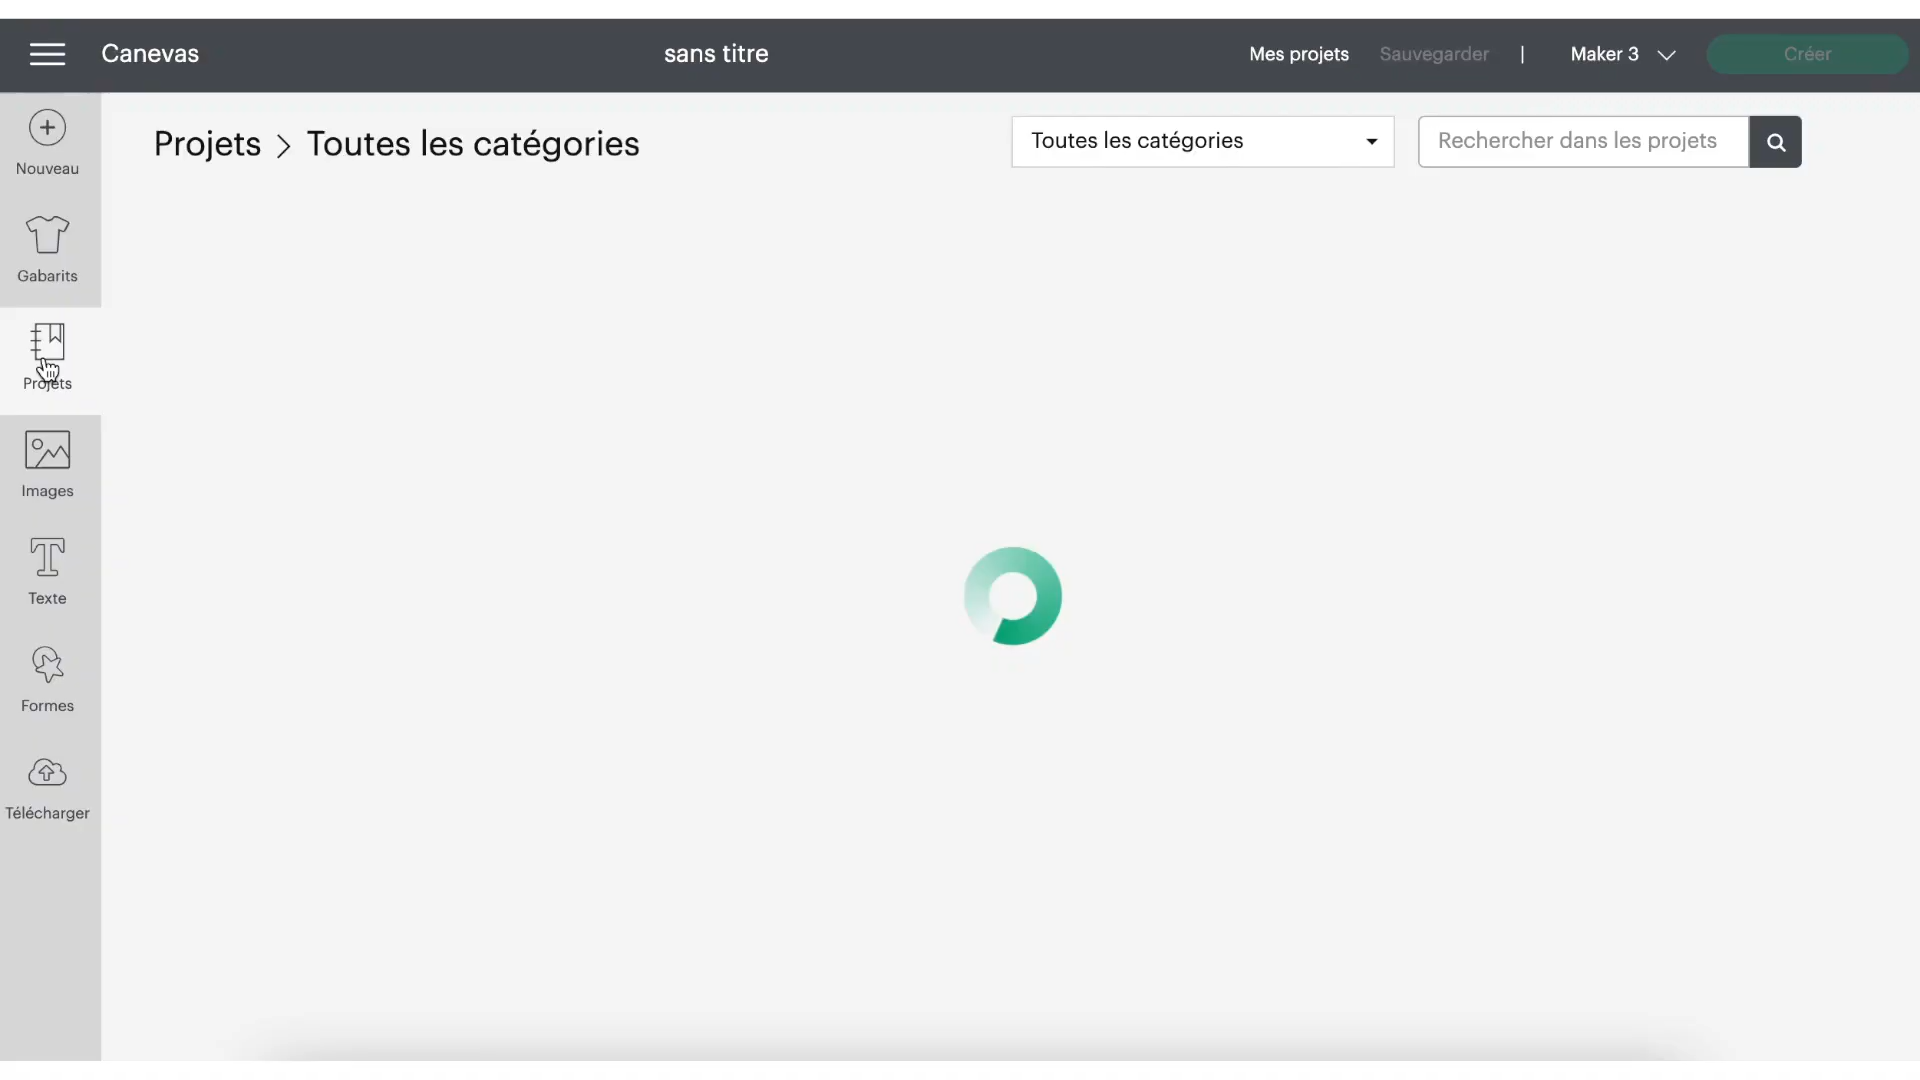 Canevas
sans titre
Mes projets
Sauvegarder
|
Maker 3
Créer
Nouveau
Gabarits
Projets
Images
Texte
Formes
Télécharger
Projets > Toutes les catégories
Toutes les catégories
Rechercher dans les projets